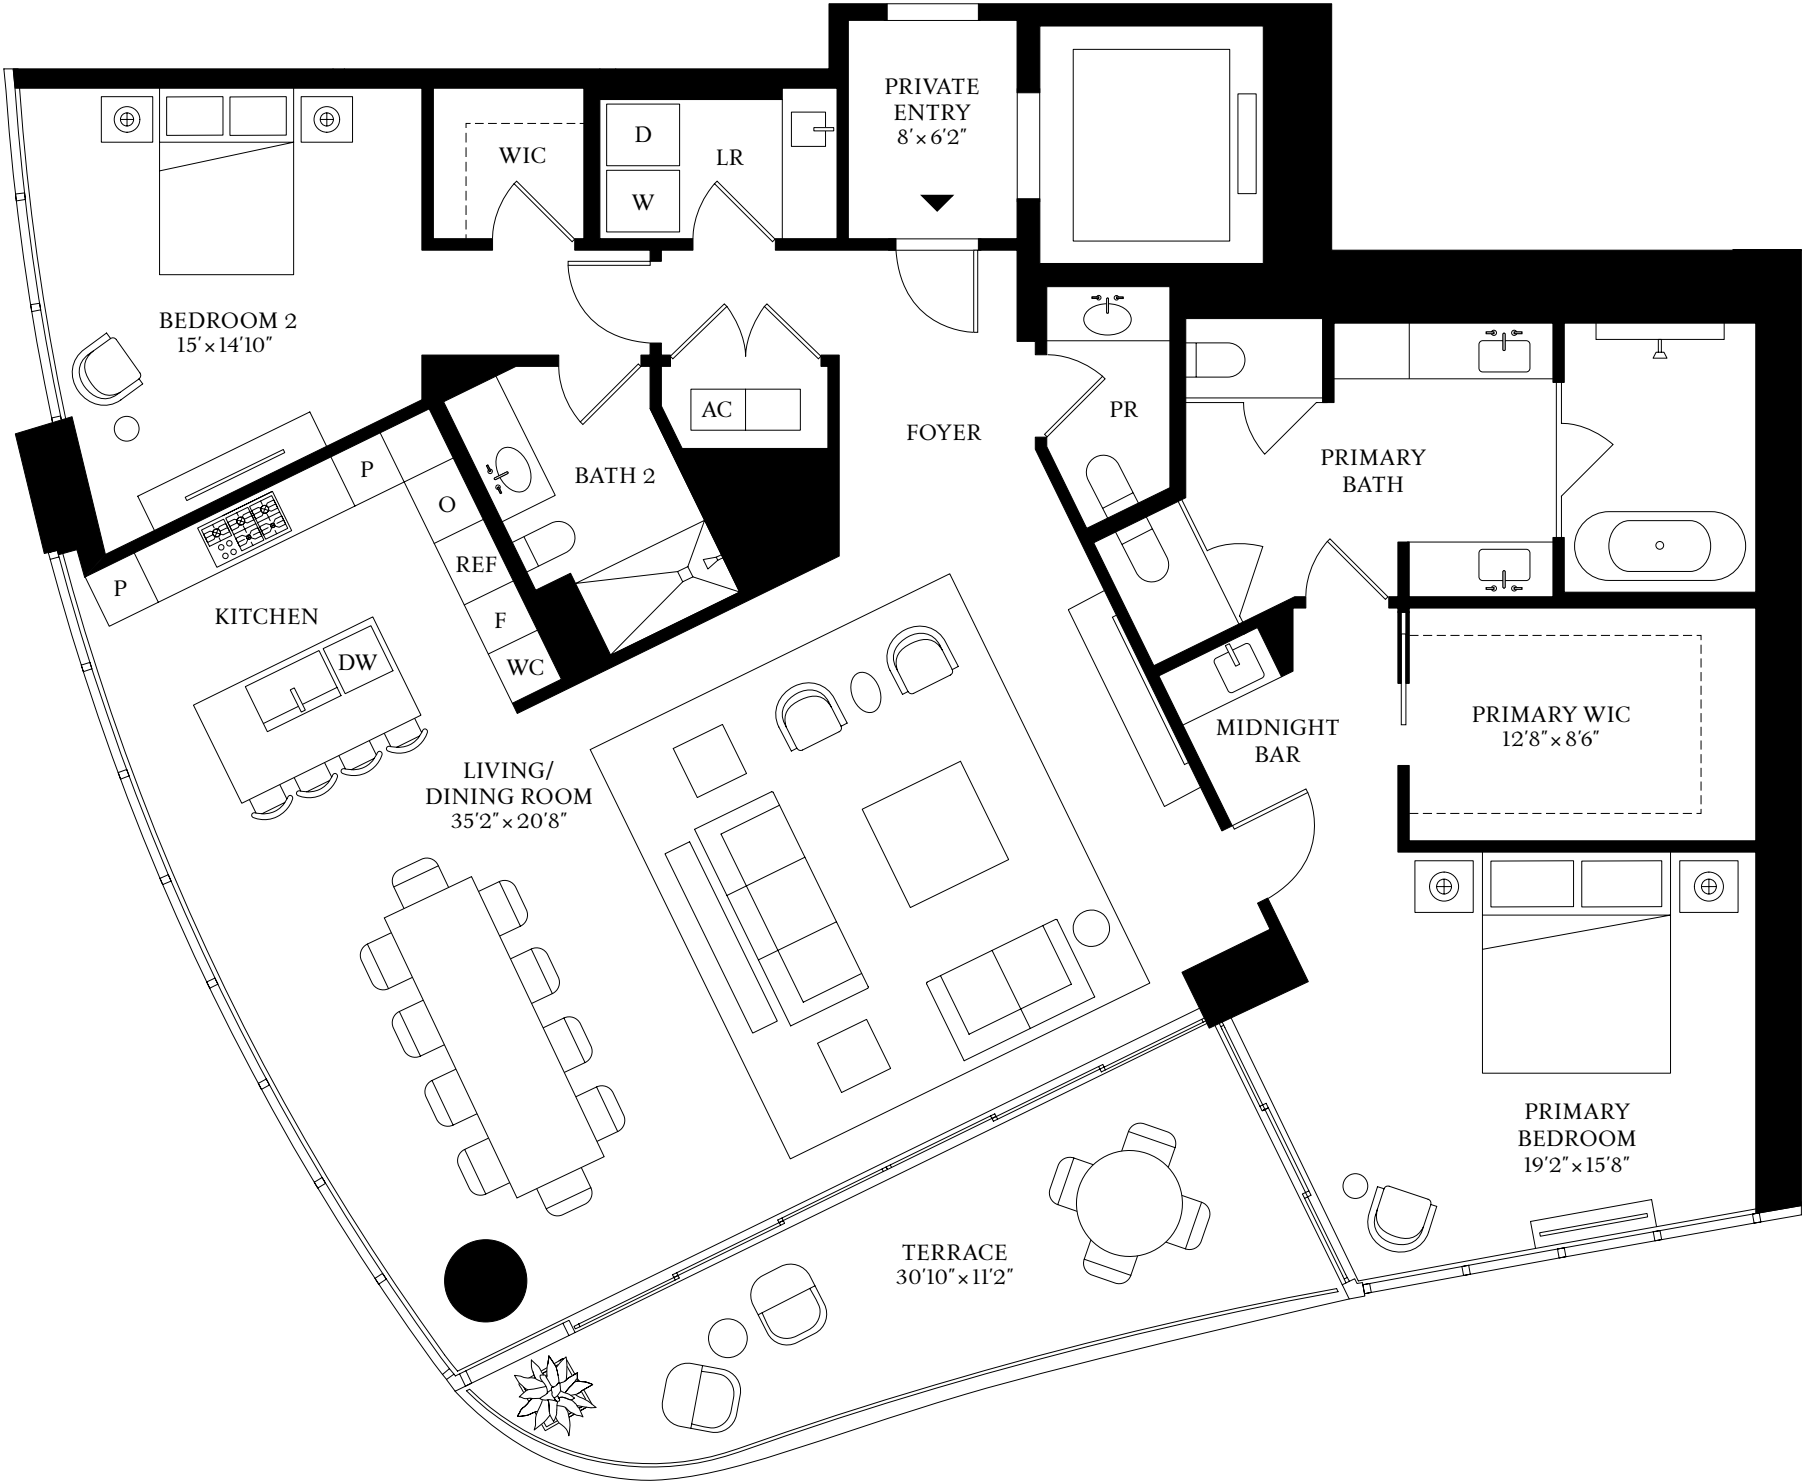 PRIVATE
ENTRY
8'×6'2"
D
W
LR
WIC
BEDROOM 2
15'×14'10"
AC
FOYER
PR
PRIMARY
BATH
BATH 2
P
O
REF
F
WC
P
KITCHEN
DW
LIVING/
DINING ROOM
35'2"×20'8"
MIDNIGHT
BAR
PRIMARY WIC
12'8"×8'6"
PRIMARY
BEDROOM
19'2"×15'8"
TERRACE
30'10"×11'2"